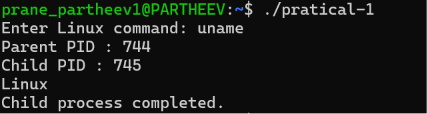 prane_partheev1@PARTHEEV:~$ ./pratical-1
Enter Linux command: uname
Parent PID : 744
Child PID : 745
Linux
Child process completed.